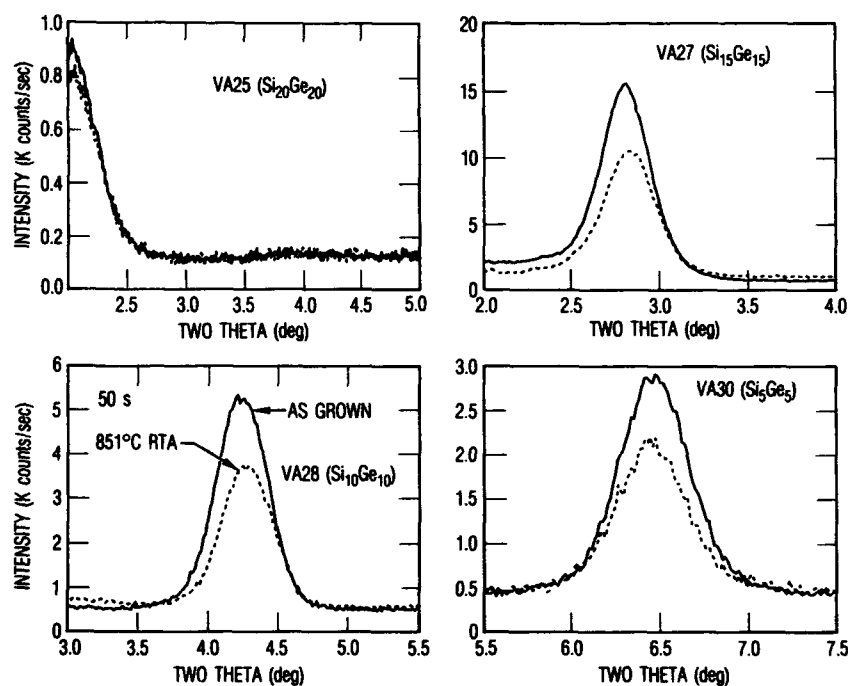 INTENSITY (K counts/sec)
1.0
0.8
0.6
0.4
0.2
0.0
VA25 (Si20Ge20)
2.5 3.0 3.5 4.0 4.5 5.0
TWO THETA (deg)
20
15
10
5
0
VA27 (Si15Ge15)
2.0 2.5 3.0 3.5 4.0
TWO THETA (deg)
INTENSITY (K counts/sec)
6
5
4
3
2
1
0
50 s
AS GROWN
851°C RTA
VA28 (Si10Ge10)
3.0 3.5 4.0 4.5 5.0 5.5
TWO THETA (deg)
3.0
2.5
2.0
1.5
1.0
0.5
0.0
VA30 (Si5Ge5)
5.5 6.0 6.5 7.0 7.5
TWO THETA (deg)